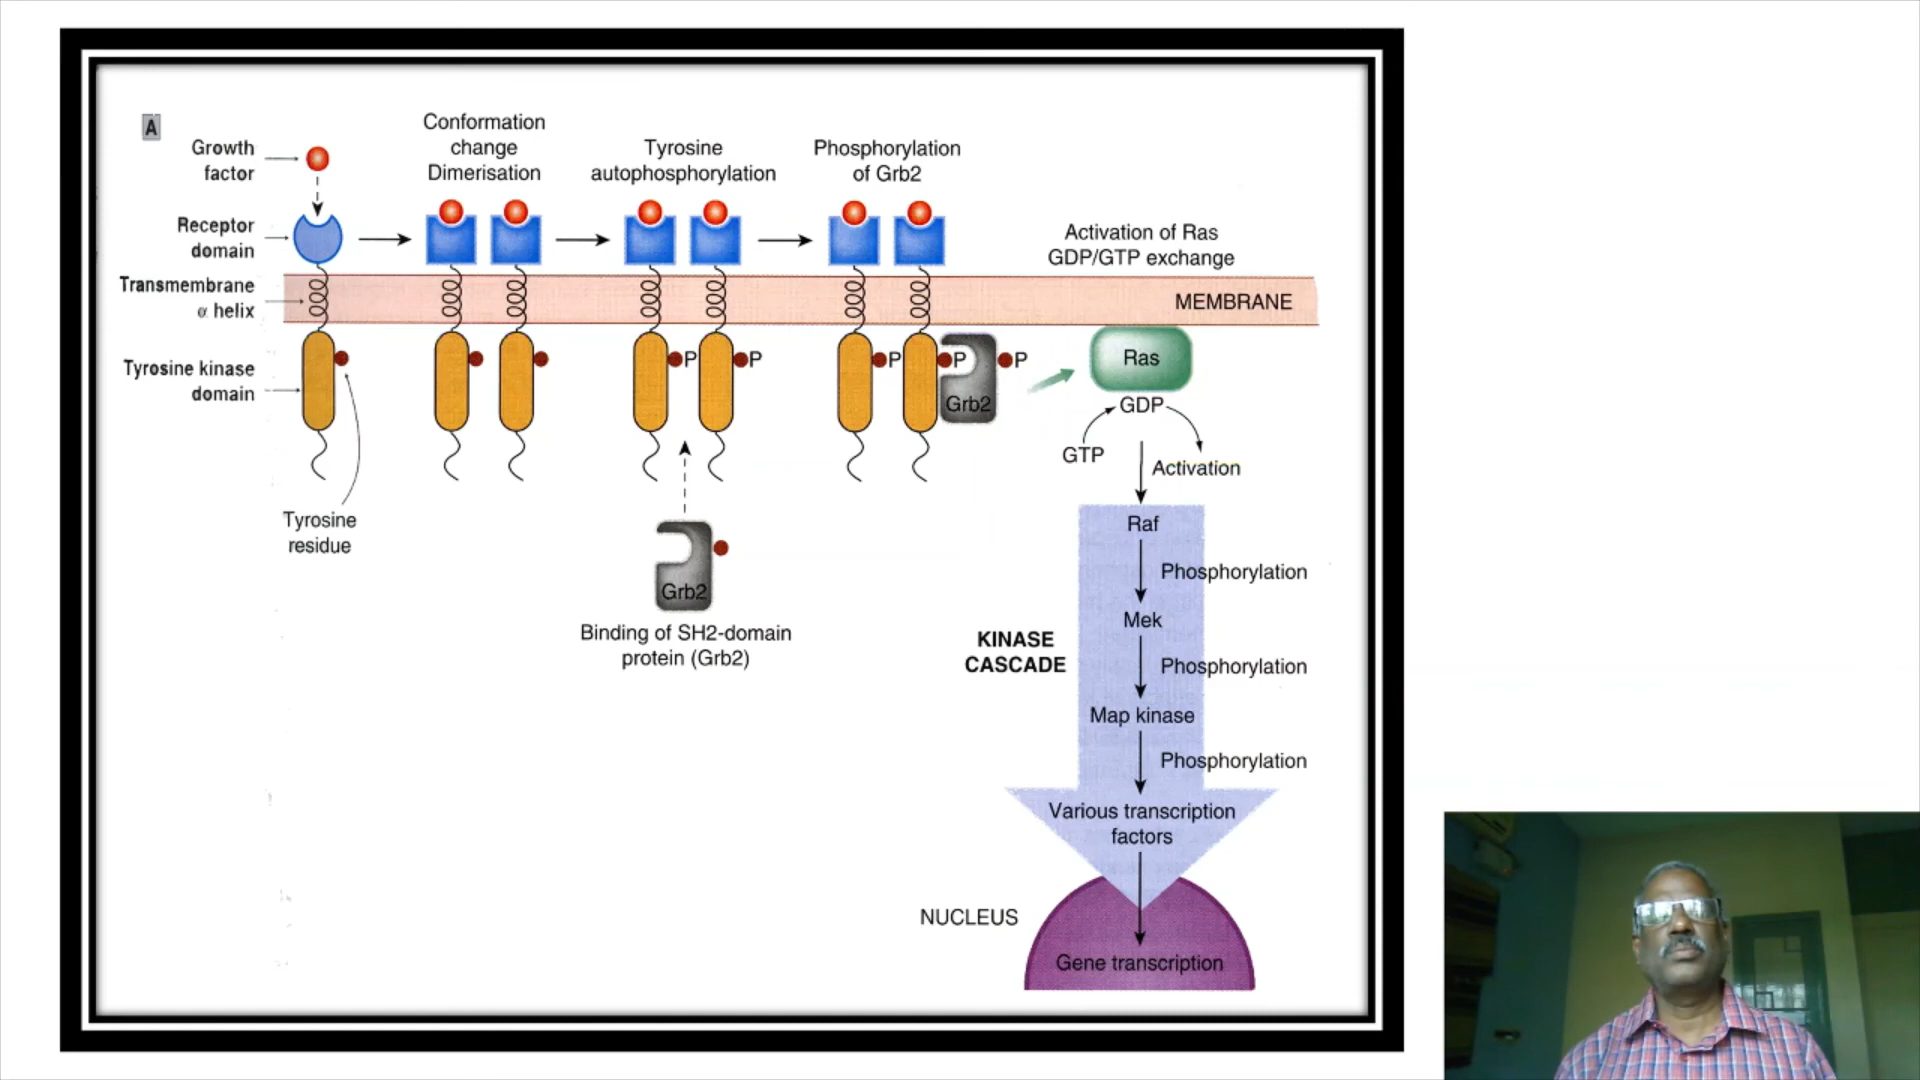 A
Growth
factor
Receptor
domain
Transmembrane
α helix
Tyrosine kinase
domain
Tyrosine
residue
Conformation
change
Dimerisation
Tyrosine
autophosphorylation
Phosphorylation
of Grb2
Activation of Ras
GDP/GTP exchange
MEMBRANE
P
P
P
P
P
Grb2
Grb2
Binding of SH2-domain
protein (Grb2)
Ras
GDP
GTP
Activation
Raf
Phosphorylation
Mek
KINASE
CASCADE
Phosphorylation
Map kinase
Phosphorylation
Various transcription
factors
NUCLEUS
Gene transcription